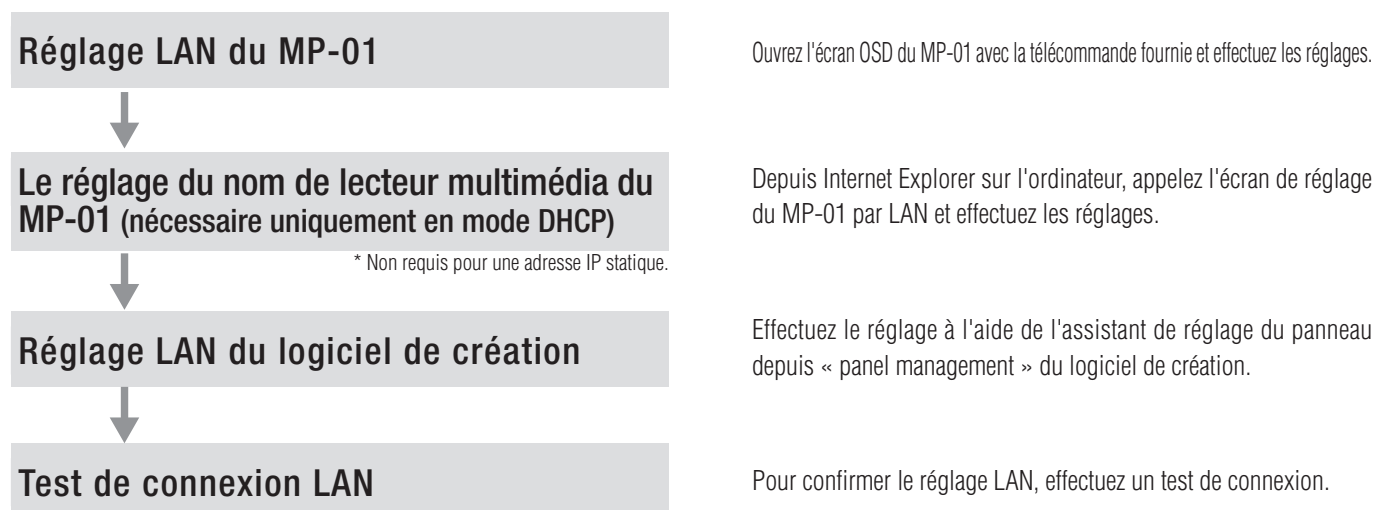 Réglage LAN du MP-01
Ouvrez l'écran OSD du MP-01 avec la télécommande fournie et effectuez les réglages.
Le réglage du nom de lecteur multimédia du
MP-01 (nécessaire uniquement en mode DHCP)
* Non requis pour une adresse IP statique.
Depuis Internet Explorer sur l'ordinateur, appelez l'écran de réglage
du MP-01 par LAN et effectuez les réglages.
Réglage LAN du logiciel de création
Effectuez le réglage à l'aide de l'assistant de réglage du panneau
depuis « panel management » du logiciel de création.
Test de connexion LAN
Pour confirmer le réglage LAN, effectuez un test de connexion.